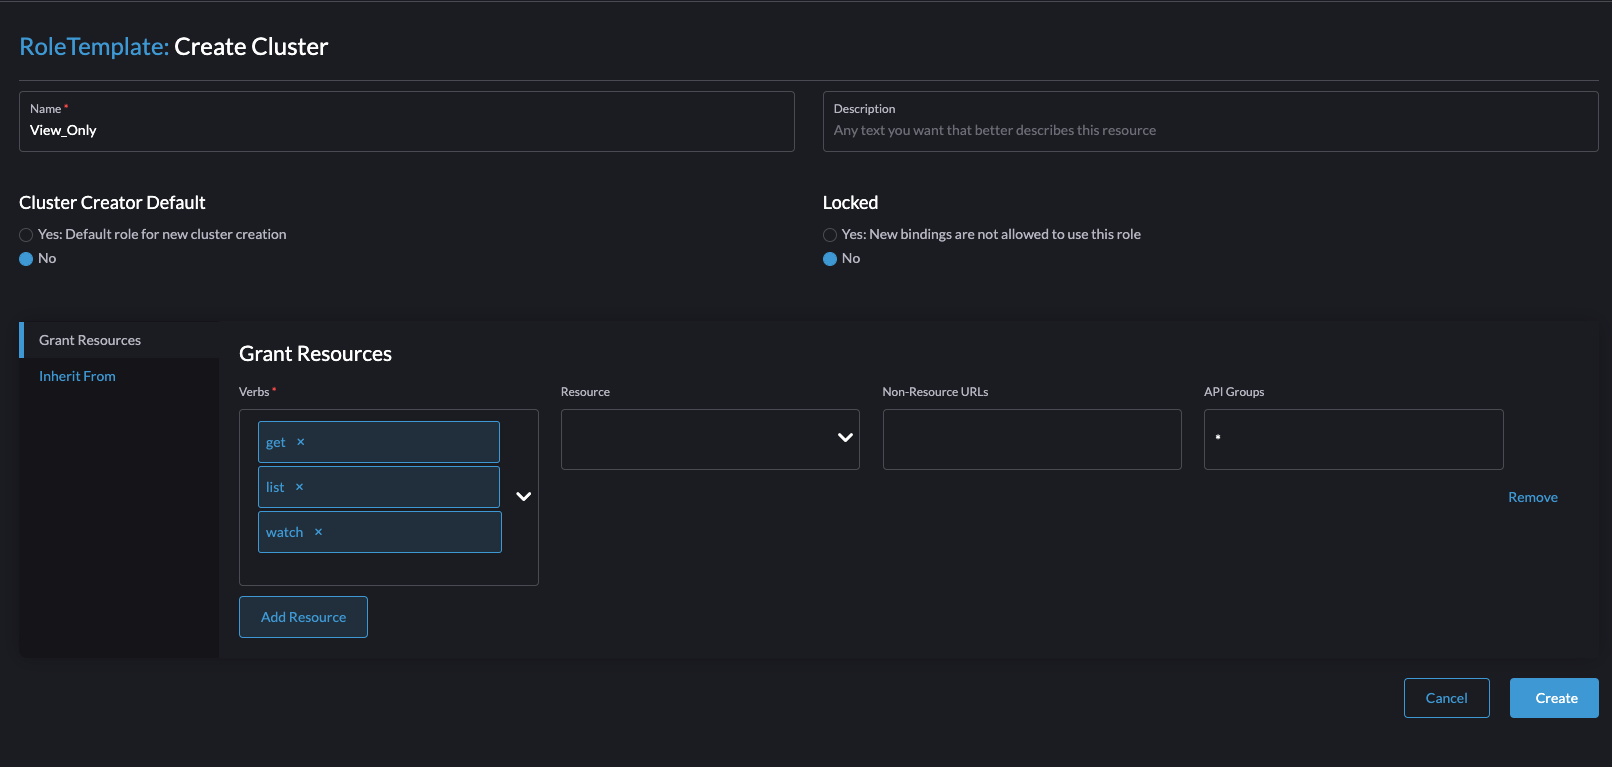 RoleTemplate: Create Cluster
Name *
View_Only
Description
Any text you want that better describes this resource
Cluster Creator Default
Yes: Default role for new cluster creation
No
Locked
Yes: New bindings are not allowed to use this role
No
Grant Resources
Inherit From
Grant Resources
Verbs *
get ×
list ×
watch ×
Resource
Non-Resource URLs
API Groups
*
Remove
Add Resource
Cancel
Create